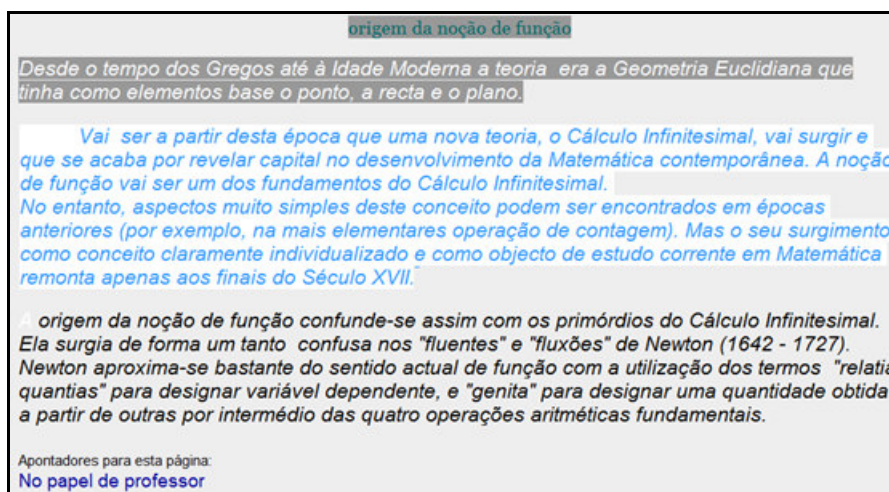 origem da noção de função
Desde o tempo dos Gregos até à Idade Moderna a teoria era a Geometria Euclidiana que
tinha como elementos base o ponto, a recta e o plano.
Vai ser a partir desta época que uma nova teoria, o Cálculo Infinitesimal, vai surgir e
que se acaba por revelar capital no desenvolvimento da Matemática contemporânea. A noção
de função vai ser um dos fundamentos do Cálculo Infinitesimal.
No entanto, aspectos muito simples deste conceito podem ser encontrados em épocas
anteriores (por exemplo, na mais elementares operação de contagem). Mas o seu surgimento
como conceito claramente individualizado e como objecto de estudo corrente em Matemática
remonta apenas aos finais do Século XVII.
A origem da noção de função confunde-se assim com os primórdios do Cálculo Infinitesimal.
Ela surgia de forma um tanto confusa nos "fluentes" e "fluxões" de Newton (1642 - 1727).
Newton aproxima-se bastante do sentido actual de função com a utilização dos termos "relatia
quantias" para designar variável dependente, e "genita" para designar uma quantidade obtida
a partir de outras por intermédio das quatro operações aritméticas fundamentais.
Apontadores para esta página:
No papel de professor